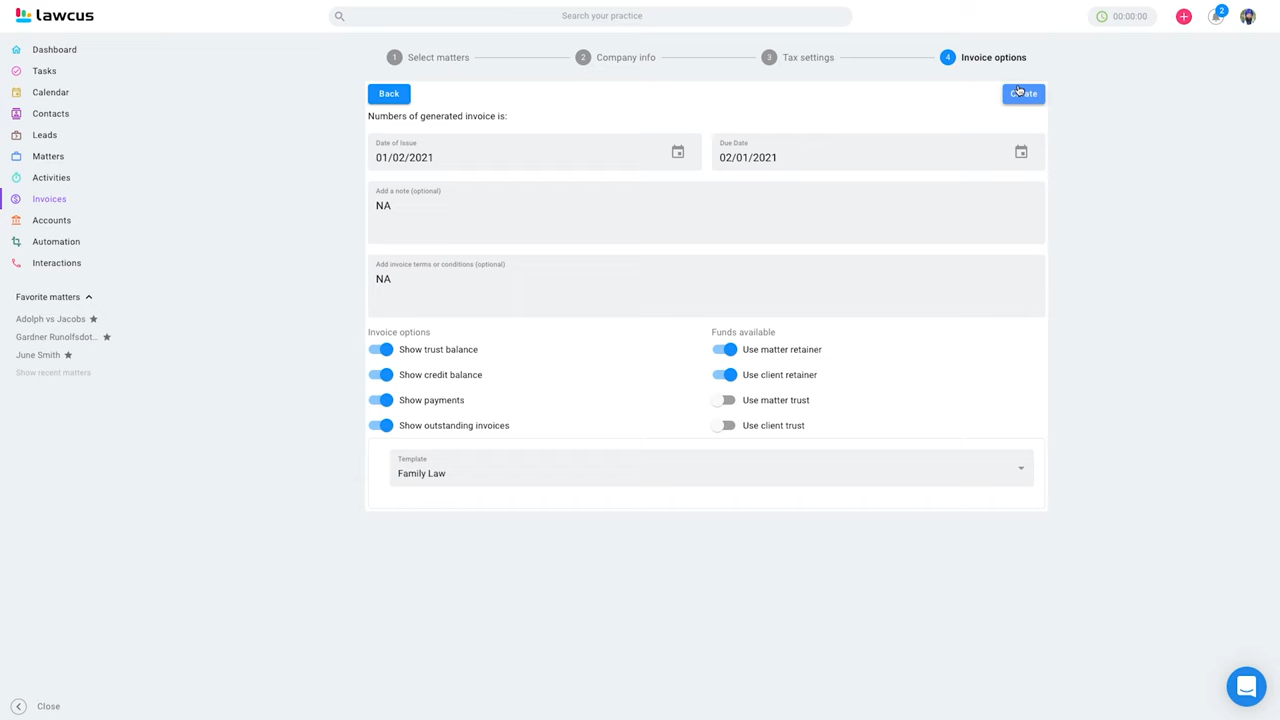 lawcus
Search your practice
00:00:00
2
Dashboard
Tasks
Calendar
Contacts
Leads
Matters
Activities
Invoices
Accounts
Automation
Interactions
Favorite matters
Adolph vs Jacobs
Gardner Runolfsdot...
June Smith
Show recent matters
Close
1 Select matters
2 Company info
3 Tax settings
4 Invoice options
Back
Numbers of generated invoice is:
Date of Issue
01/02/2021
Due Date
02/01/2021
Add a note (optional)
NA
Add invoice terms or conditions (optional)
NA
Invoice options
Show trust balance
Show credit balance
Show payments
Show outstanding invoices
Funds available
Use matter retainer
Use client retainer
Use matter trust
Use client trust
Template
Family Law